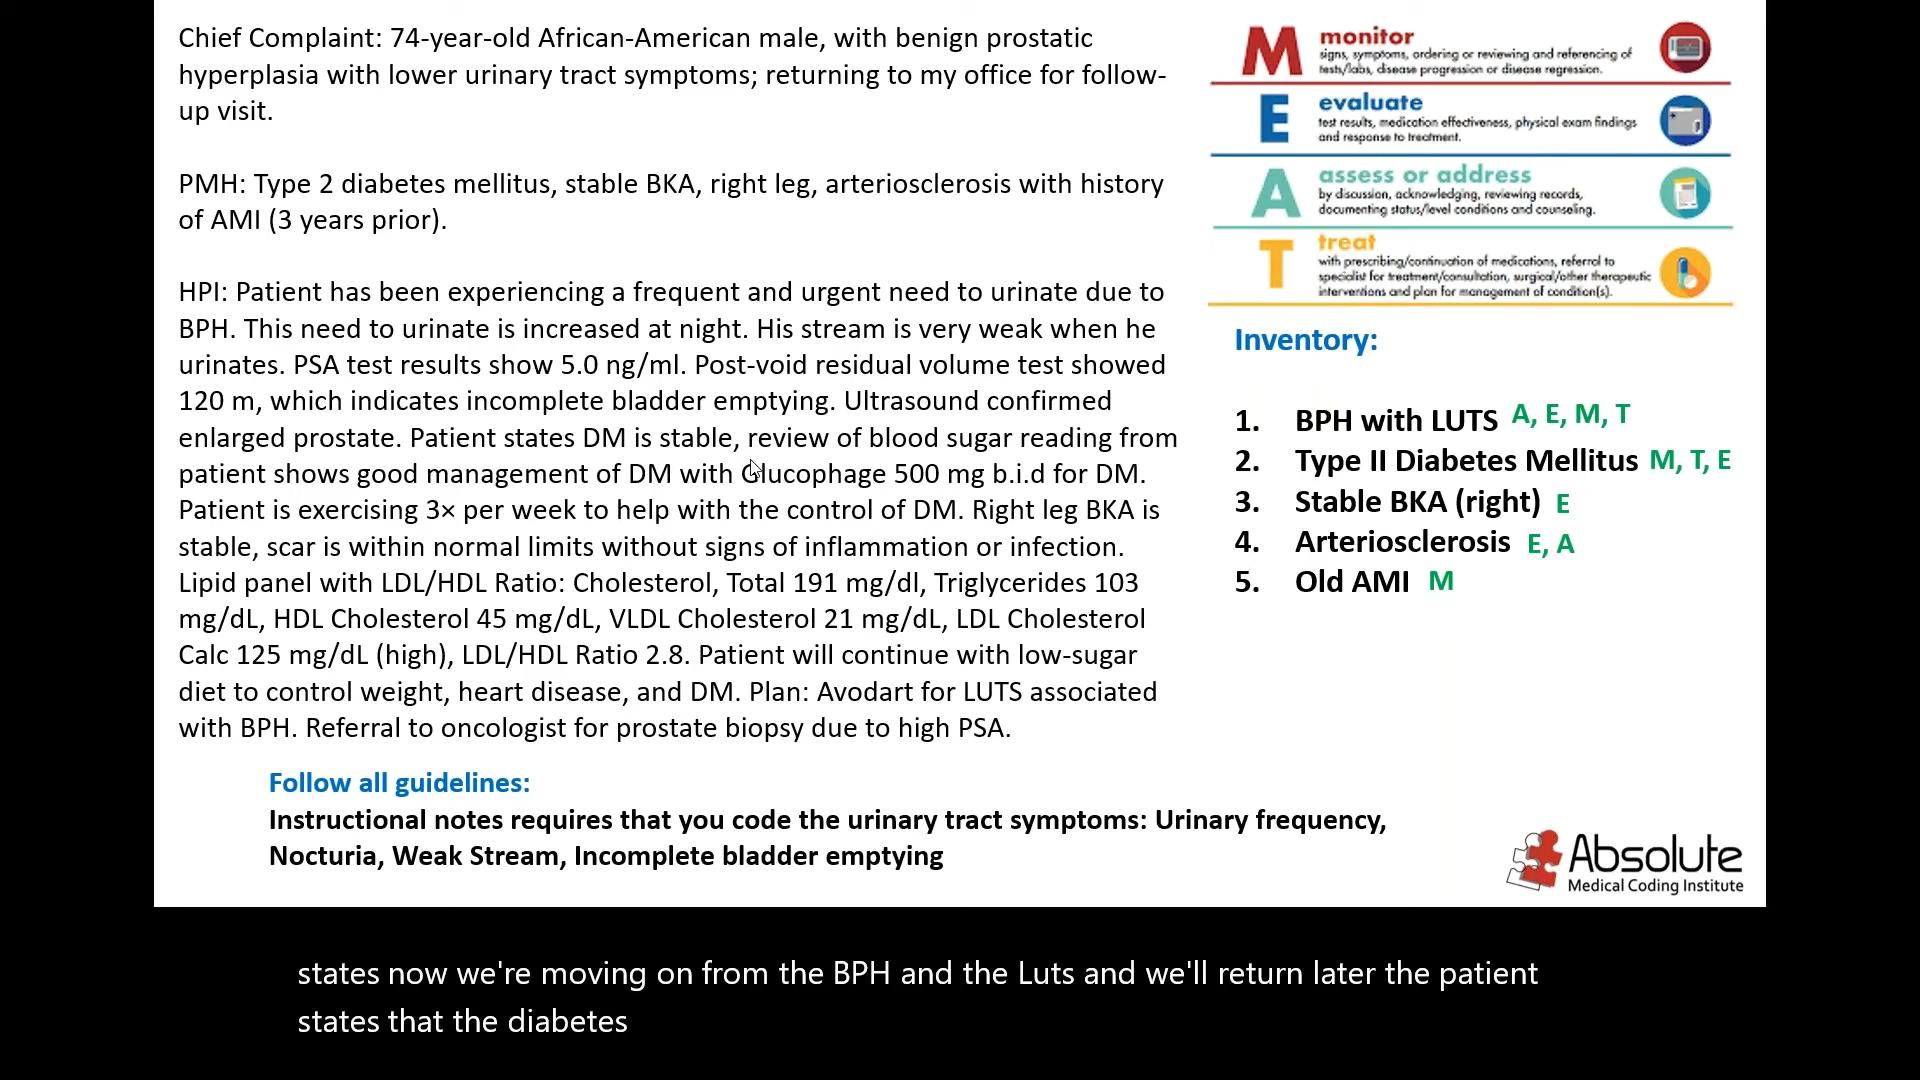 Chief Complaint: 74-year-old African-American male, with benign prostatic
hyperplasia with lower urinary tract symptoms; returning to my office for follow-
up visit.
PMH: Type 2 diabetes mellitus, stable BKA, right leg, arteriosclerosis with history
of AMI (3 years prior).
HPI: Patient has been experiencing a frequent and urgent need to urinate due to
BPH. This need to urinate is increased at night. His stream is very weak when he
urinates. PSA test results show 5.0 ng/ml. Post-void residual volume test showed
120 m, which indicates incomplete bladder emptying. Ultrasound confirmed
enlarged prostate. Patient states DM is stable, review of blood sugar reading from
patient shows good management of DM with Glucophage 500 mg b.i.d for DM.
Patient is exercising 3× per week to help with the control of DM. Right leg BKA is
stable, scar is within normal limits without signs of inflammation or infection.
Lipid panel with LDL/HDL Ratio: Cholesterol, Total 191 mg/dl, Triglycerides 103
mg/dL, HDL Cholesterol 45 mg/dL, VLDL Cholesterol 21 mg/dL, LDL Cholesterol
Calc 125 mg/dL (high), LDL/HDL Ratio 2.8. Patient will continue with low-sugar
diet to control weight, heart disease, and DM. Plan: Avodart for LUTS associated
with BPH. Referral to oncologist for prostate biopsy due to high PSA.
M monitor
signs, symptoms, ordering or reviewing and referencing of
tests/labs, disease progression or disease regression.
E evaluate
test results, medication effectiveness, physical exam findings
and response to treatment.
A assess or address
by discussion, acknowledging, reviewing records,
documenting status/level conditions and counseling.
T treat
with prescribing/continuation of medications, referral to
specialist for treatment/consultation, surgical/other therapeutic
interventions and plan for management of condition(s).
Inventory:
1. BPH with LUTS A, E, M, T
2. Type II Diabetes Mellitus M, T, E
3. Stable BKA (right) E
4. Arteriosclerosis E, A
5. Old AMI M
Follow all guidelines:
Instructional notes requires that you code the urinary tract symptoms: Urinary frequency,
Nocturia, Weak Stream, Incomplete bladder emptying
Absolute
Medical Coding Institute
states now we're moving on from the BPH and the Luts and we'll return later the patient
states that the diabetes